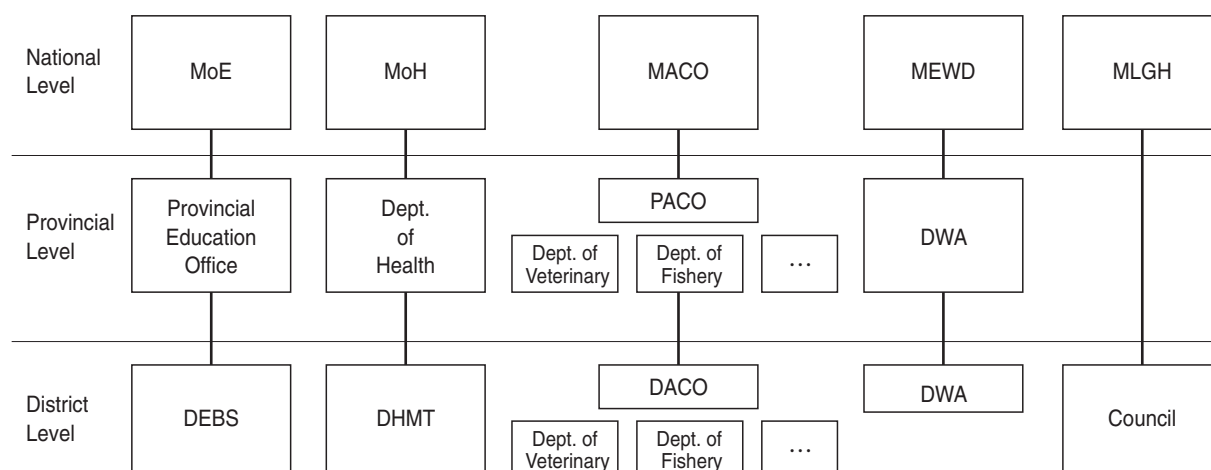 National
Level
MoE
MoH
MACO
MEWD
MLGH
Provincial
Level
Provincial
Education
Office
Dept.
of
Health
PACO
Dept. of
Veterinary
Dept. of
Fishery
...
DWA
District
Level
DEBS
DHMT
DACO
Dept. of
Veterinary
Dept. of
Fishery
...
DWA
Council